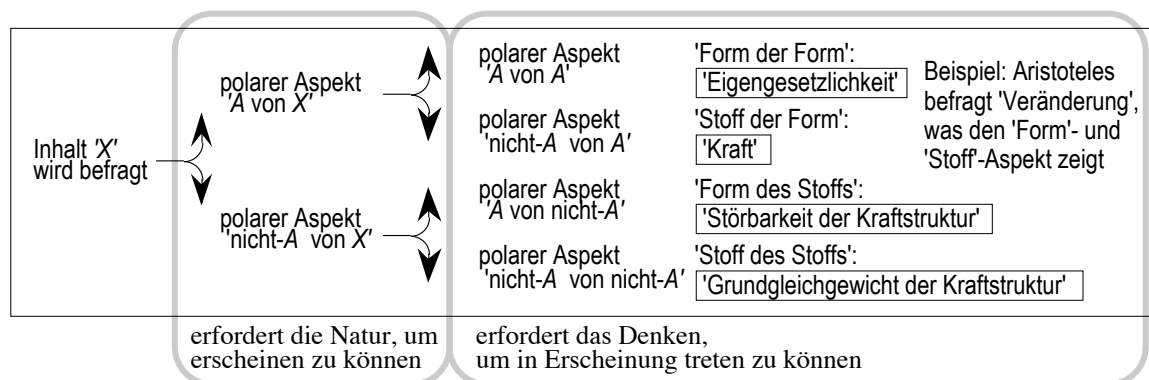 Inhalt 'X'
wird befragt
polarer Aspekt
'A von X'
polarer Aspekt
'nicht-A von X'
polarer Aspekt
'A von A'
'Form der Form':
'Eigengesetzlichkeit'
polarer Aspekt
'nicht-A von A'
'Stoff der Form':
'Kraft'
polarer Aspekt
'A von nicht-A'
'Form des Stoffs':
'Störbarkeit der Kraftstruktur'
polarer Aspekt
'nicht-A von nicht-A'
'Stoff des Stoffs':
'Grundgleichgewicht der Kraftstruktur'
Beispiel: Aristoteles
befragt 'Veränderung',
was den 'Form'- und
'Stoff'-Aspekt zeigt
erfordert die Natur, um
erscheinen zu können
erfordert das Denken,
um in Erscheinung treten zu können